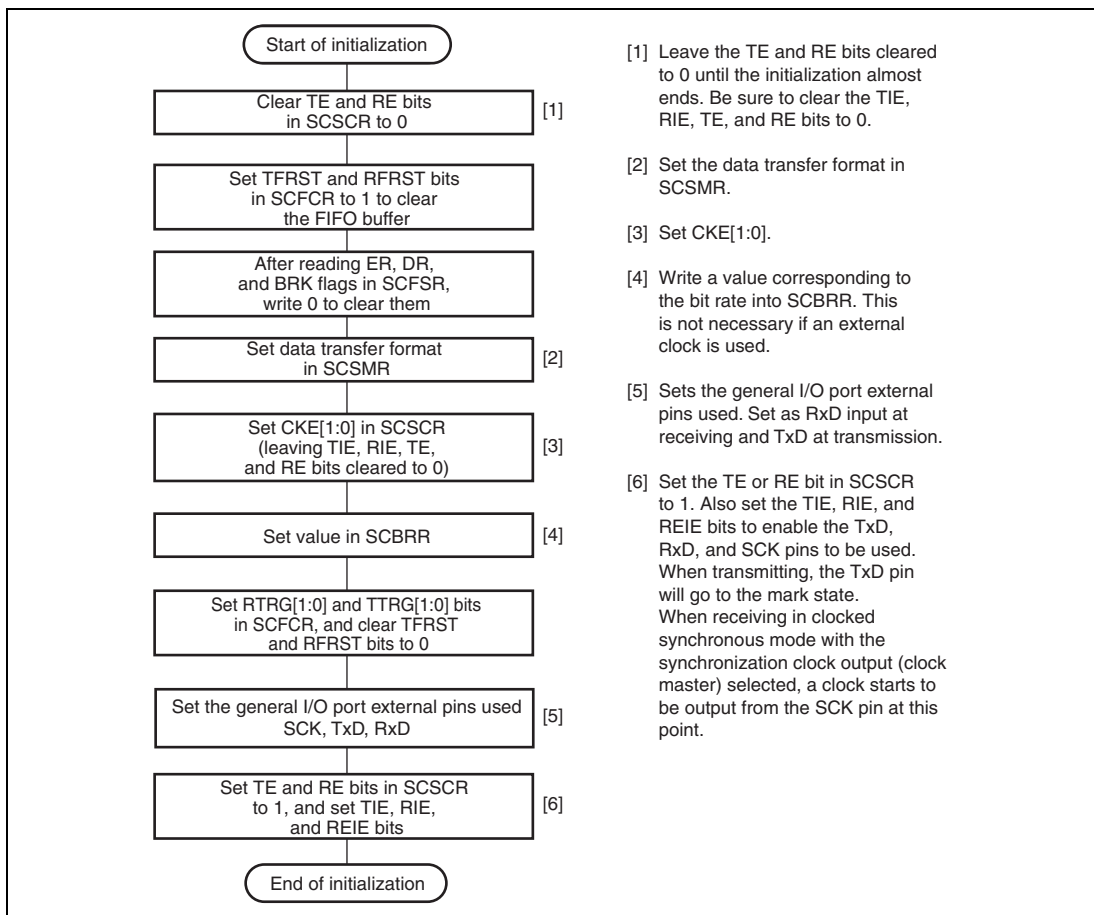 Start of initialization
Clear TE and RE bits
in SCSCR to 0
[1]
Set TFRST and RFRST bits
in SCFCR to 1 to clear
the FIFO buffer
After reading ER, DR,
and BRK flags in SCFSR,
write 0 to clear them
Set data transfer format
in SCSMR
[2]
Set CKE[1:0] in SCSCR
(leaving TIE, RIE, TE,
and RE bits cleared to 0)
[3]
Set value in SCBRR
[4]
Set RTRG[1:0] and TTRG[1:0] bits
in SCFCR, and clear TFRST
and RFRST bits to 0
Set the general I/O port external pins used
SCK, TxD, RxD
[5]
Set TE and RE bits in SCSCR
to 1, and set TIE, RIE,
and REIE bits
[6]
End of initialization
[1] Leave the TE and RE bits cleared
to 0 until the initialization almost
ends. Be sure to clear the TIE,
RIE, TE, and RE bits to 0.
[2] Set the data transfer format in
SCSMR.
[3] Set CKE[1:0].
[4] Write a value corresponding to
the bit rate into SCBRR. This
is not necessary if an external
clock is used.
[5] Sets the general I/O port external
pins used. Set as RxD input at
receiving and TxD at transmission.
[6] Set the TE or RE bit in SCSCR
to 1. Also set the TIE, RIE, and
REIE bits to enable the TxD,
RxD, and SCK pins to be used.
When transmitting, the TxD pin
will go to the mark state.
When receiving in clocked
synchronous mode with the
synchronization clock output (clock
master) selected, a clock starts to
be output from the SCK pin at this
point.